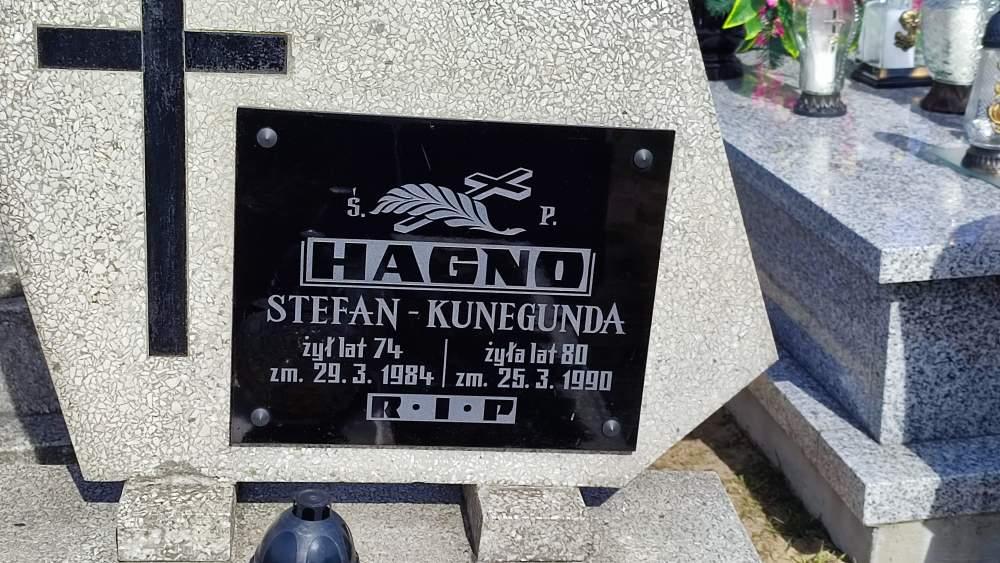 Ś. P.
HAGNO
STEFAN - KUNEGUNDA
żył lat 74 żyła lat 80
zm. 29. 3. 1984 zm. 25. 3. 1990
R·I·P